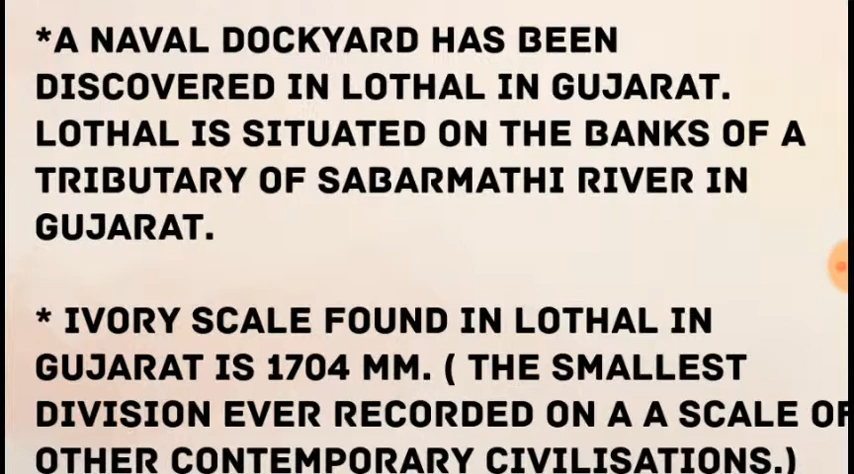 *A NAVAL DOCKYARD HAS BEEN
DISCOVERED IN LOTHAL IN GUJARAT.
LOTHAL IS SITUATED ON THE BANKS OF A
TRIBUTARY OF SABARMATHI RIVER IN
GUJARAT.
* IVORY SCALE FOUND IN LOTHAL IN
GUJARAT IS 1704 MM. ( THE SMALLEST
DIVISION EVER RECORDED ON A A SCALE OF
OTHER CONTEMPORARY CIVILISATIONS.)